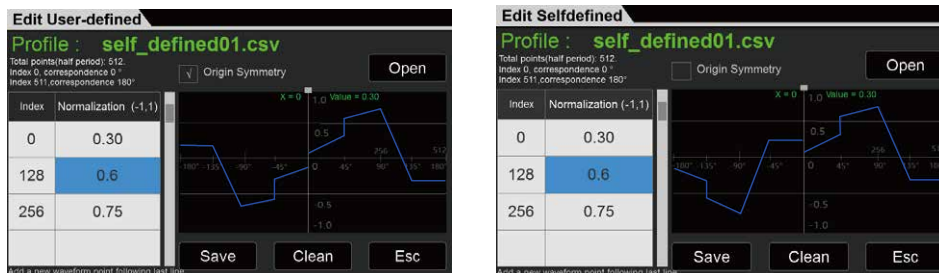 Edit User-defined
Profile : self_defined01.csv
Total points(half period): 512.
Index 0, correspondence 0 °
Index 511,correspondence 180°
√ Origin Symmetry
Open
Index Normalization (-1,1)
0 0.30
128 0.6
256 0.75
X = 0 Value = 0.30
1.0
0.5
256 512
-180° -135° -90° -45° 0 45° 90° 135° 180°
-0.5
-1.0
Save Clean Esc
Add a new waveform point following last line
Edit Selfdefined
Profile : self_defined01.csv
Total points(half period): 512.
Index 0, correspondence 0 °
Index 511,correspondence 180°
Origin Symmetry
Open
Index Normalization (-1,1)
0 0.30
128 0.6
256 0.75
X = 0 Value = 0.30
1.0
0.5
256 51
-180° -135° 90° -45° 0 45° 90° 135° 18
-0.5
-1.0
Save Clean Esc
Add a new waveform point following last line